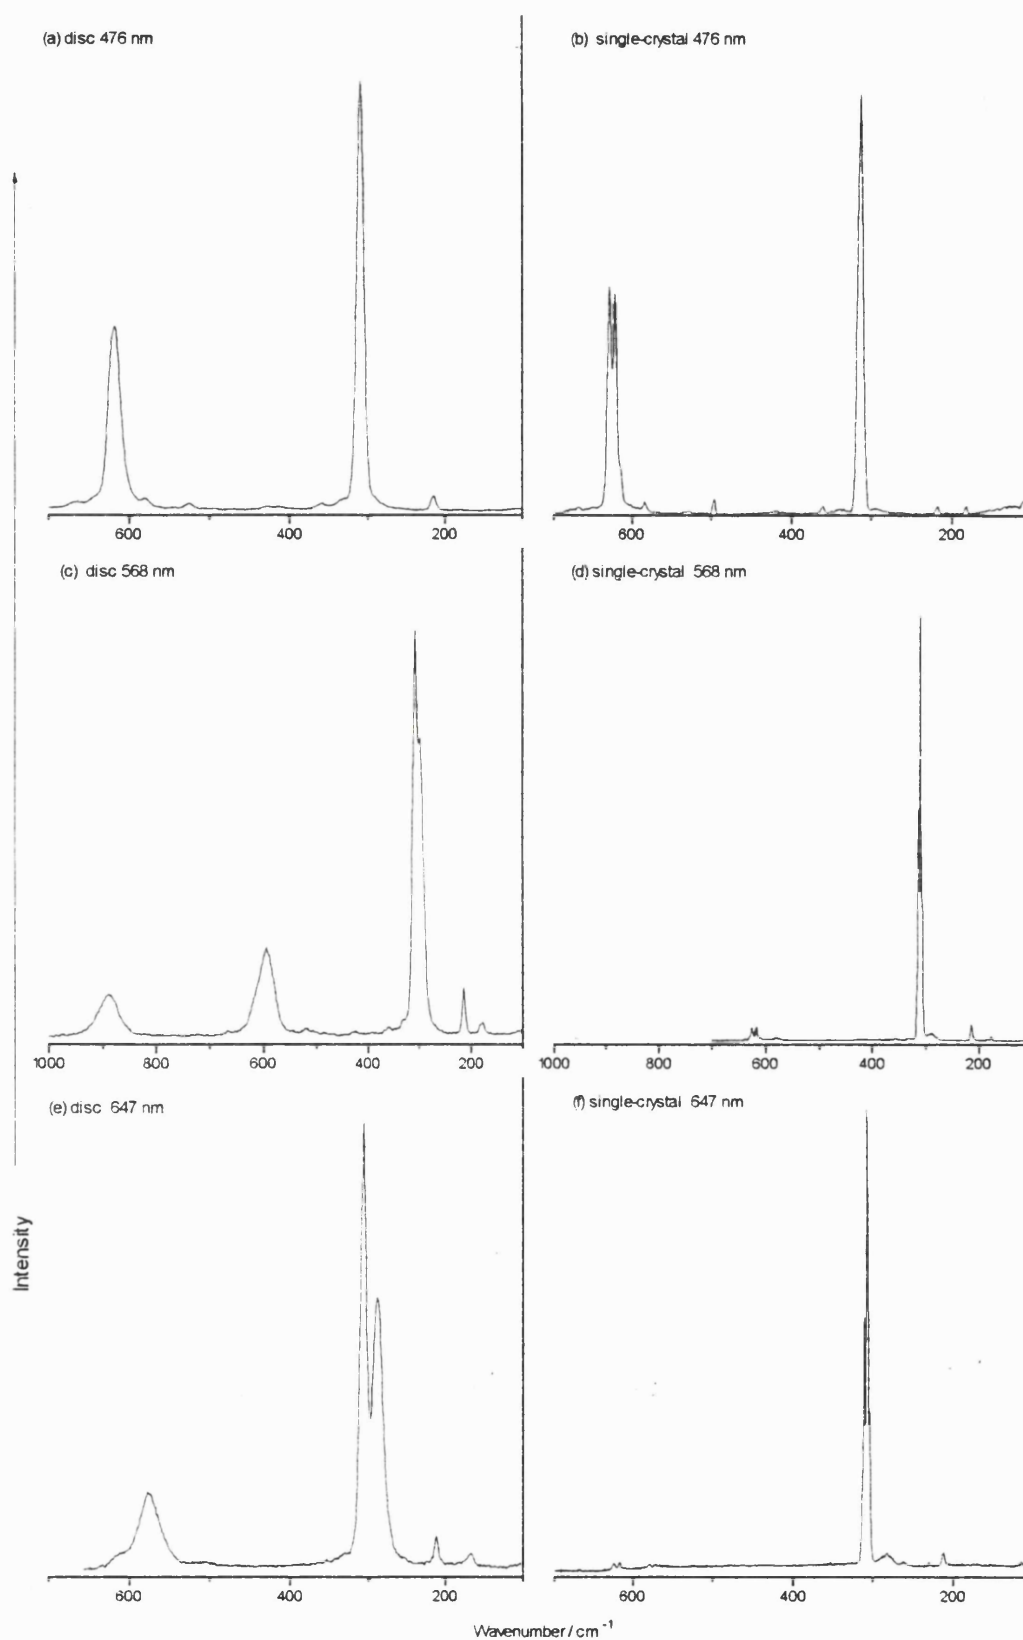 (a) disc 476 nm
(b) single-crystal 476 nm
600 400 200
600 400 200
(c) disc 568 nm
(d) single-crystal 568 nm
1000 800 600 400 200
1000 800 600 400 200
(e) disc 647 nm
(f) single-crystal 647 nm
Intensity
600 400 200
600 400 200
Wavenumber / cm⁻¹